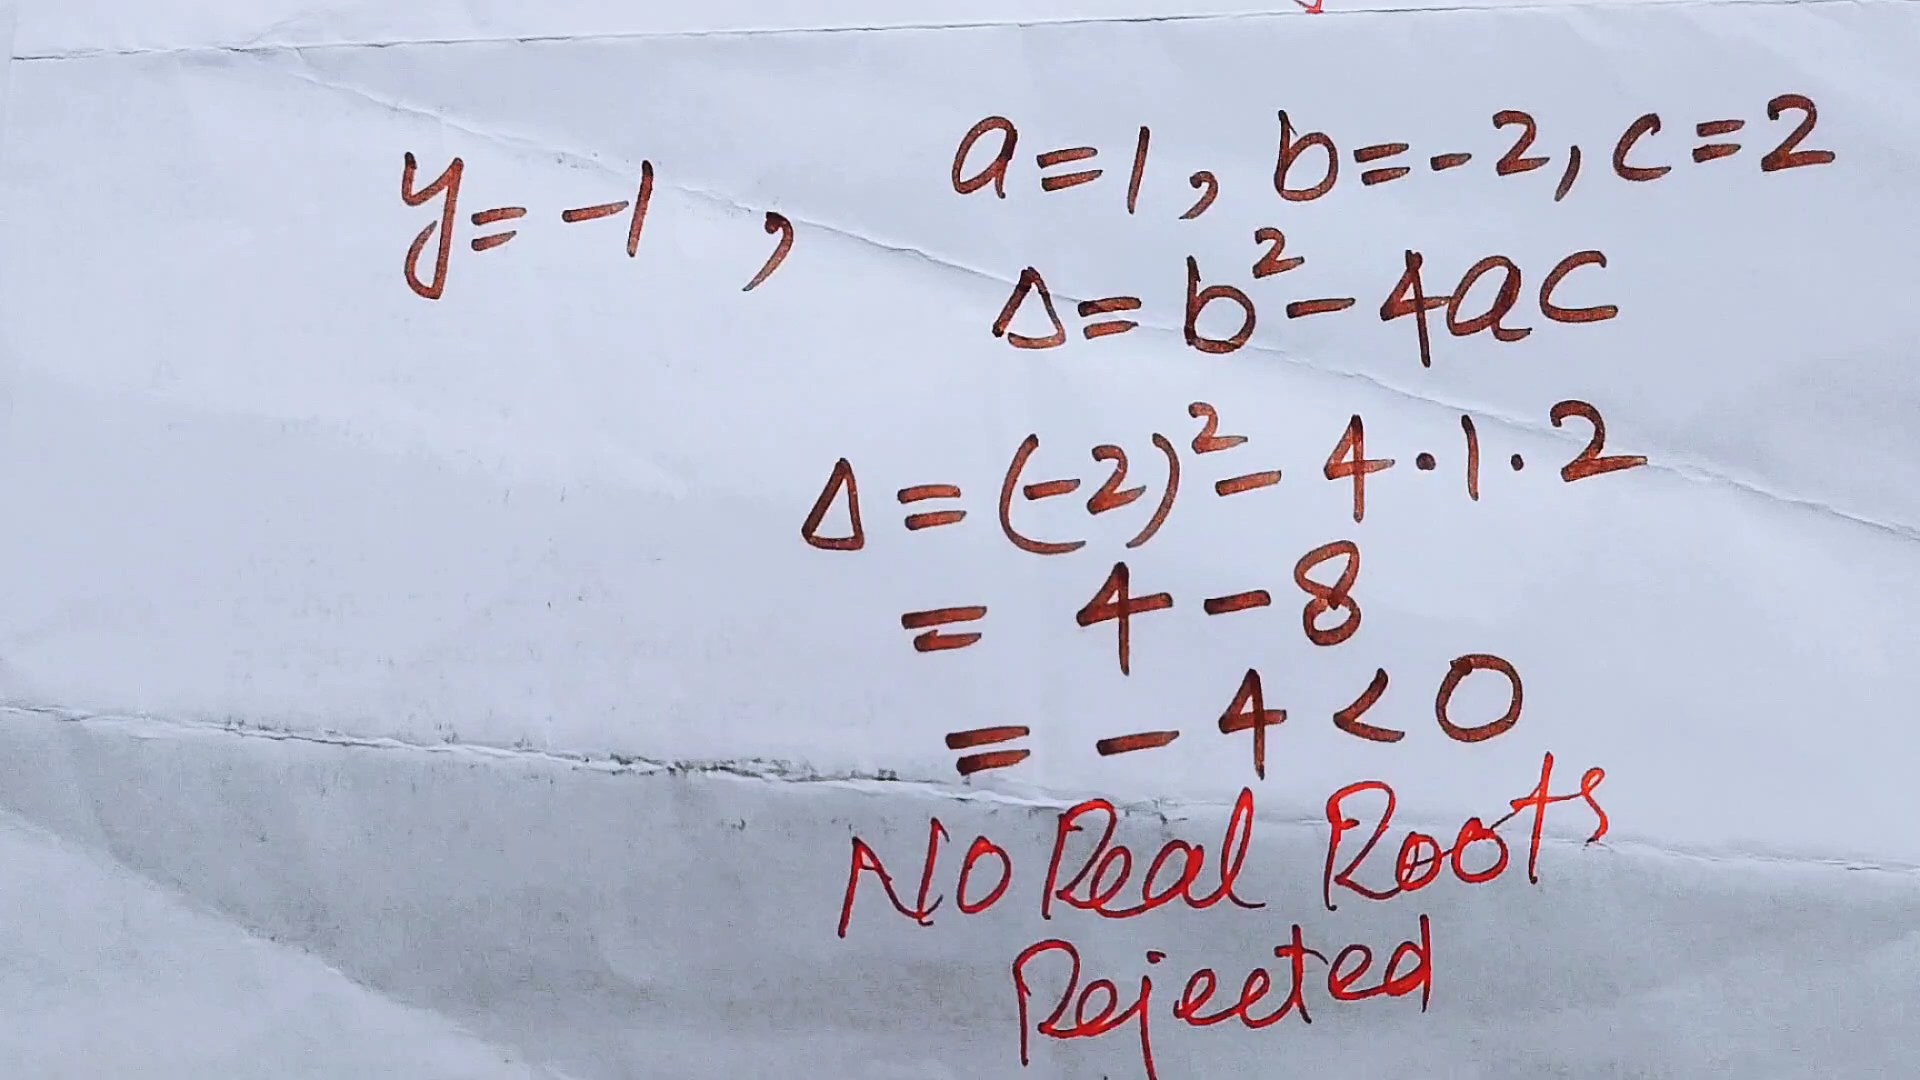 a=1, b=-2, c=2
y=-1 ,
Δ= b²-4ac
Δ=(-2)²-4·1·2
= 4-8
= -4<0
No Real Roots
Rejected